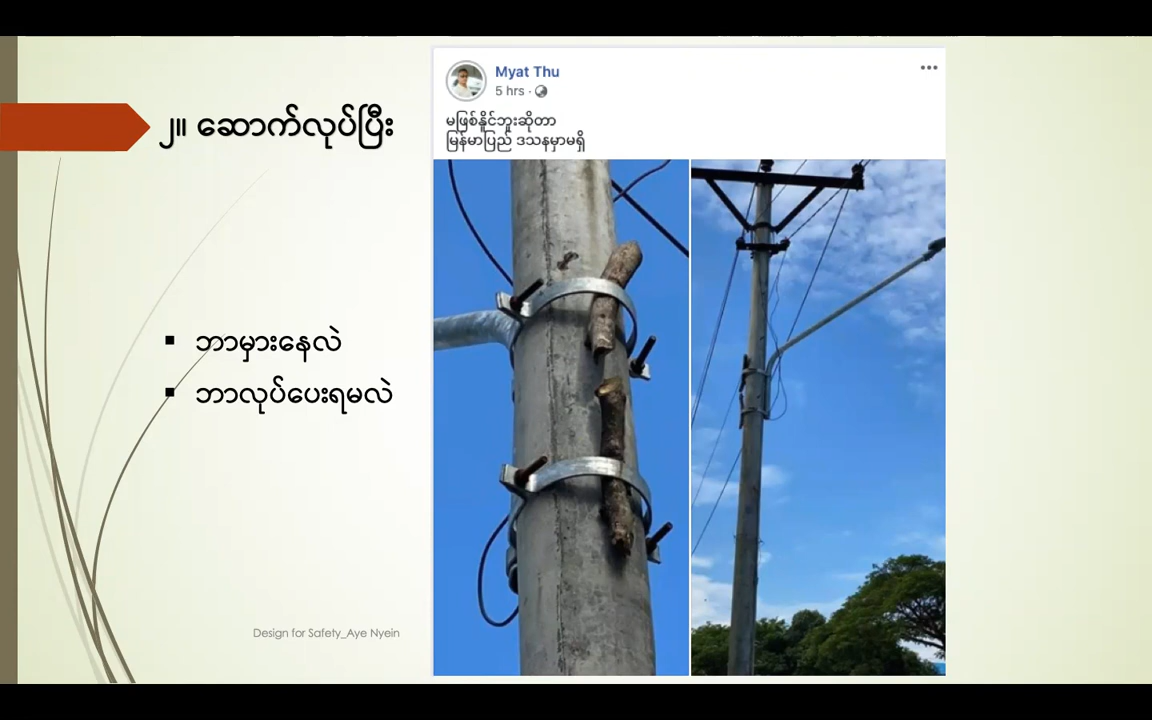 ၂။ ဆောက်လုပ်ပြီး
▪ ဘာမှားနေလဲ
▪ ဘာလုပ်ပေးရမလဲ
Design for Safety_Aye Nyein
Myat Thu
5 hrs ·
မဖြစ်နိူင်ဘူးဆိုတာ
မြန်မာပြည် ဒသနမှာမရှိ